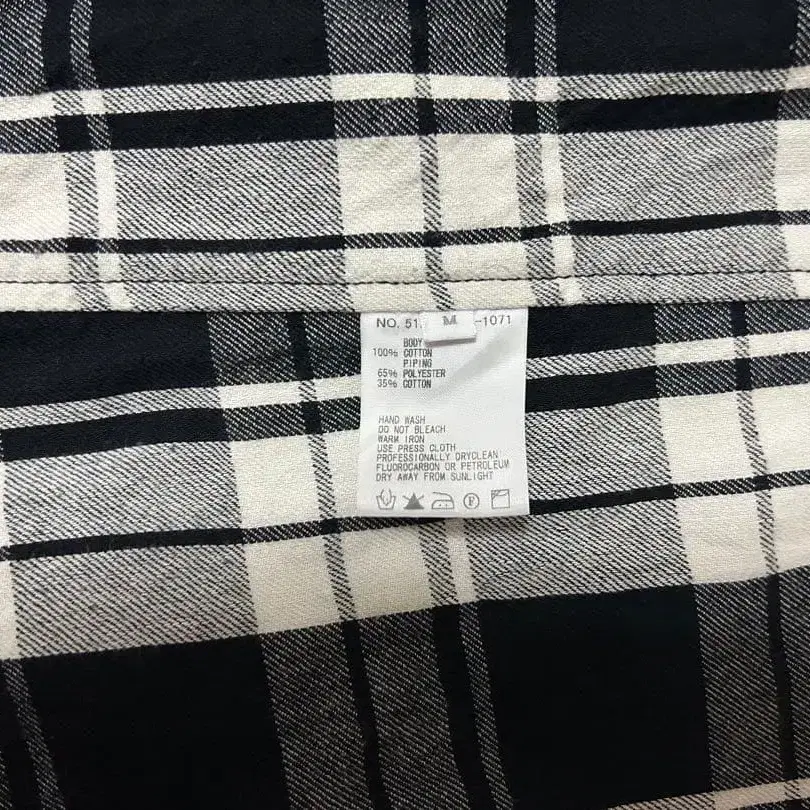 NO. 51. M -1071
BODY
100% COTTON
PIPING
65% POLYESTER
35% COTTON
HAND WASH
DO NOT BLEACH
WARM IRON
USE PRESS CLOTH
PROFESSIONALLY DRYCLEAN
FLUOROCARBON OR PETROLEUM
DRY AWAY FROM SUNLIGHT
F